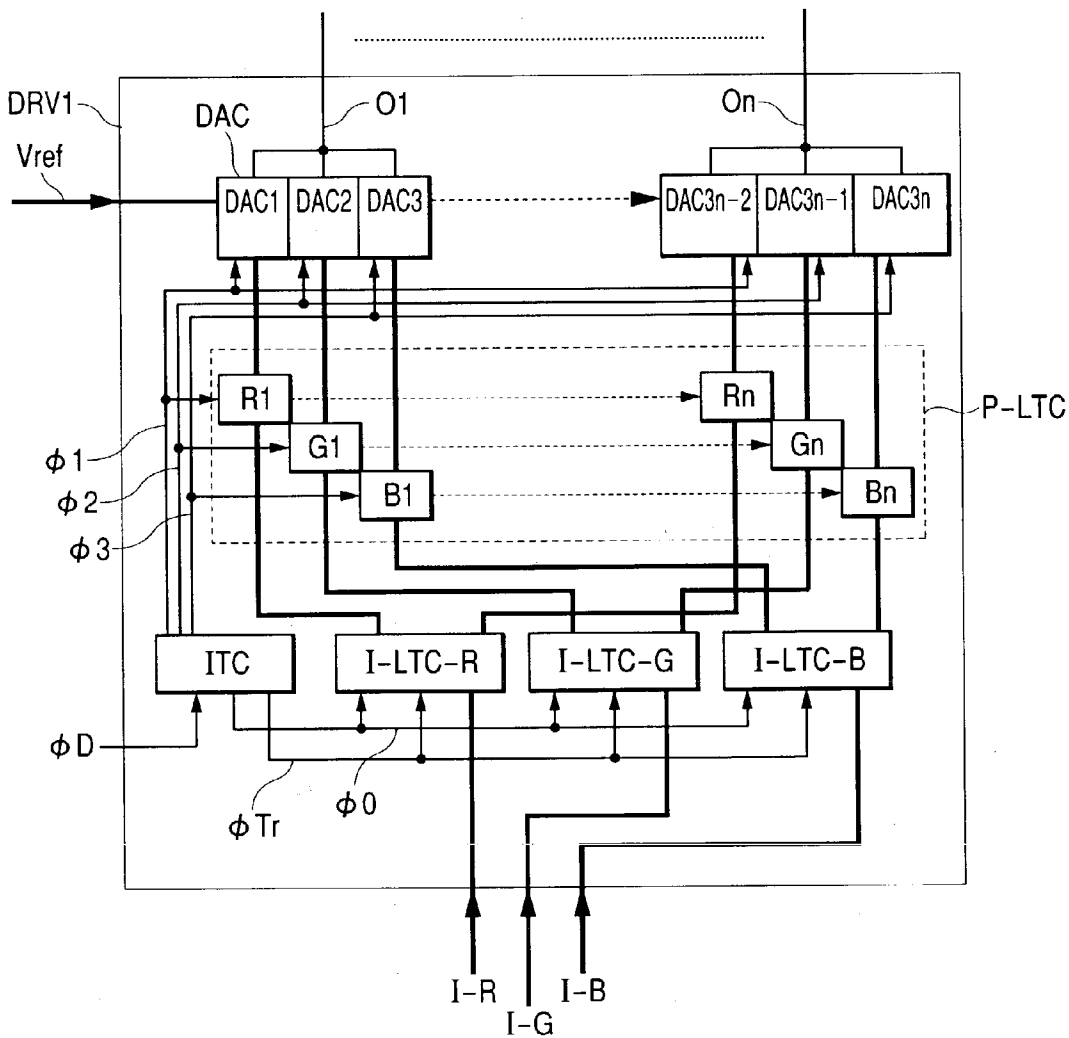 DRV1
O1
On
DAC
Vref
DAC1 DAC2 DAC3
DAC3n-2 DAC3n-1 DAC3n
R1 Rn
P-LTC
G1 Gn
φ1
φ2
B1 Bn
φ3
ITC I-LTC-R I-LTC-G I-LTC-B
φD
φ0
φTr
I-R
I-B
I-G